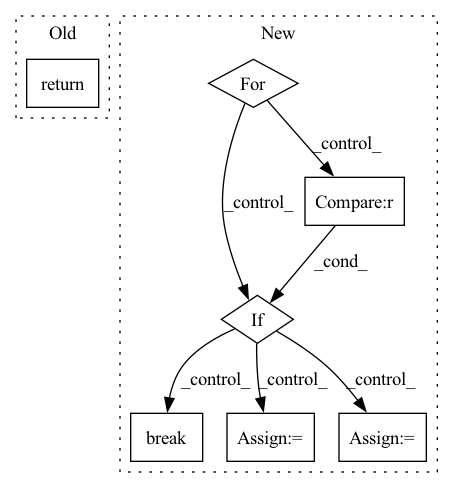 Old
New
return
For
_control_
_control_
Compare:r
_cond_
If
_control_
_control_
_control_
break
Assign:=
Assign:=